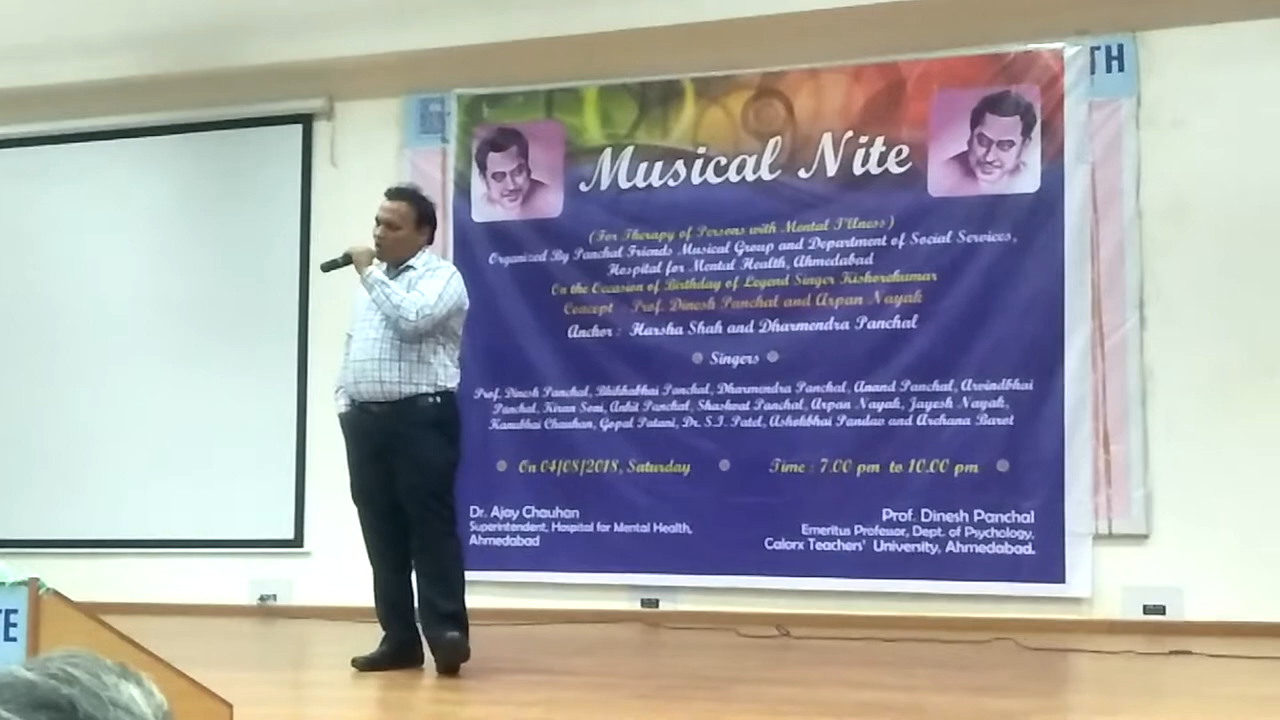 TH
Musical Nite
(For Therapy of Persons with Mental I'llness)
Organized By Panchal Friends Musical Group and Department of Social Services,
Hospital for Mental Health, Ahmedabad
On the Occasion of Birthday of Legend Singer Kishorekumar
Concept : Prof. Dinesh Panchal and Arpan Nayak
Anchor : Harsha Shah and Dharmendra Panchal
Singers
Prof. Dinesh Panchal, Bhikhabhai Panchal, Dharmendra Panchal, Anand Panchal, Arvindbhai
Panchal, Kiran Soni, Ankit Panchal, Shashwat Panchal, Arpan Nayak, Jayesh Nayak,
Kanubhai Chauhan, Gopal Patani, Dr. S.I. Patel, Ashokbhai Pandav and Archana Barot
On 04/08/2018, Saturday
Time : 7.00 pm to 10.00 pm
Dr. Ajay Chauhan
Superintendent, Hospital for Mental Health,
Ahmedabad
Prof. Dinesh Panchal
Emeritus Professor, Dept. of Psychology,
Calorx Teachers' University, Ahmedabad.
TE